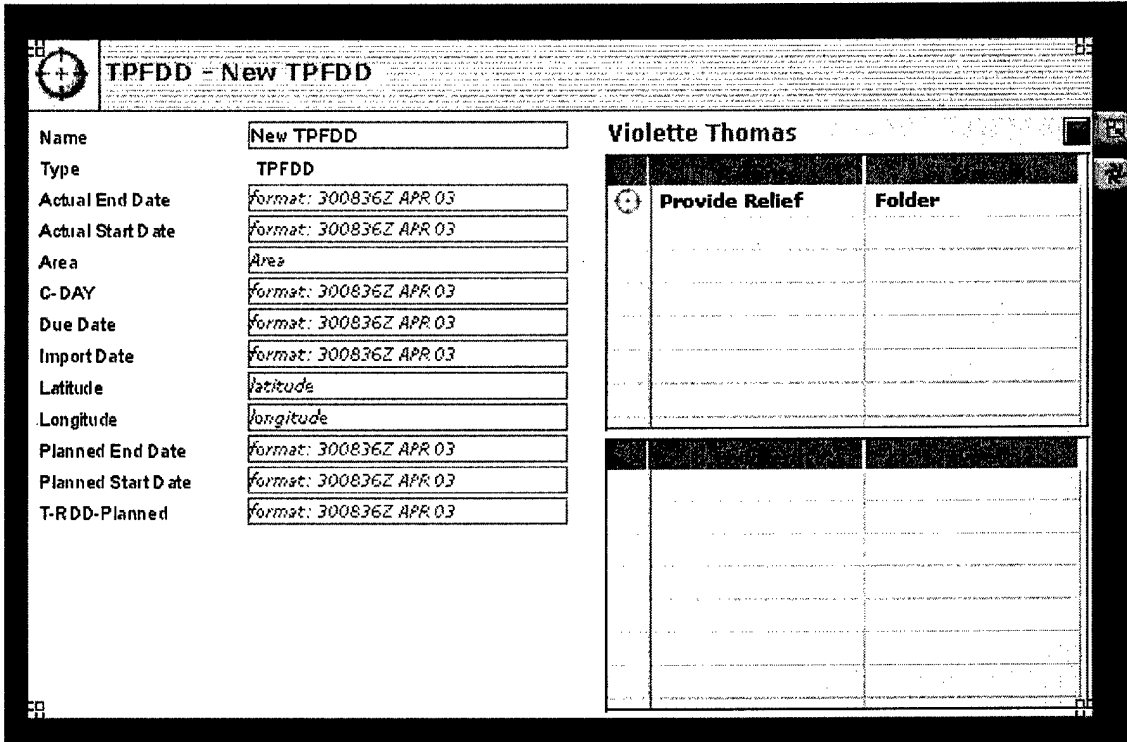 TPFDD - New TPFDD
Name New TPFDD
Type TPFDD
Actual End Date format: 300836Z APR 03
Actual Start Date format: 300836Z APR 03
Area Area
C-DAY format: 300836Z APR 03
Due Date format: 300836Z APR 03
Import Date format: 300836Z APR 03
Latitude latitude
Longitude longitude
Planned End Date format: 300836Z APR 03
Planned Start Date format: 300836Z APR 03
T-RDD-Planned format: 300836Z APR 03
Violette Thomas
Provide Relief Folder